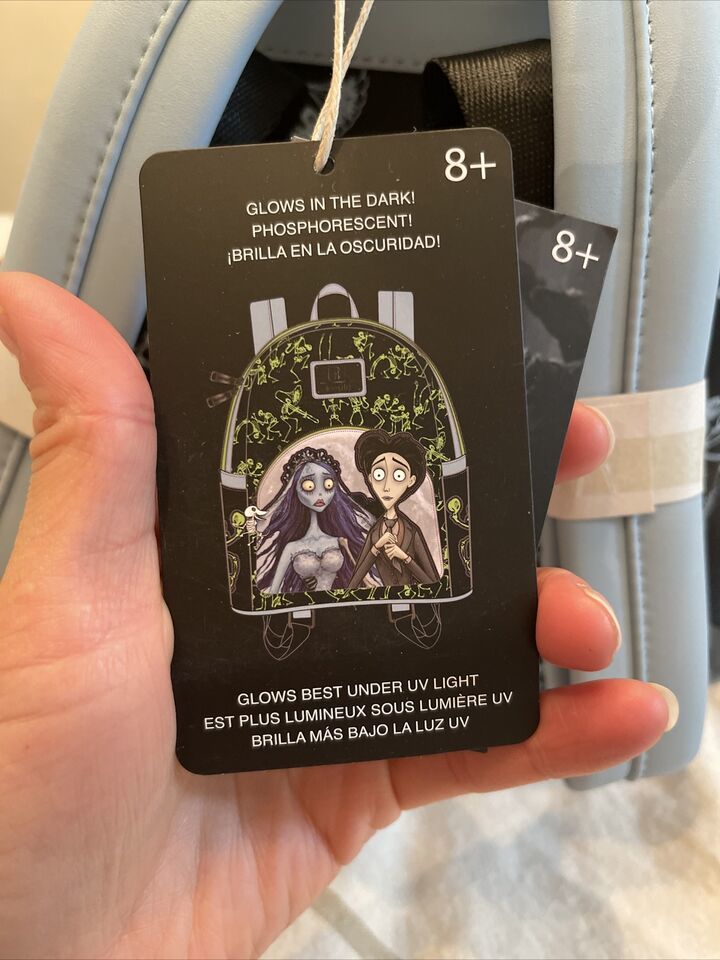 8+
GLOWS IN THE DARK!
PHOSPHORESCENT!
¡BRILLA EN LA OSCURIDAD!
8+
GLOWS BEST UNDER UV LIGHT
EST PLUS LUMINEUX SOUS LUMIÈRE UV
BRILLA MÁS BAJO LA LUZ UV